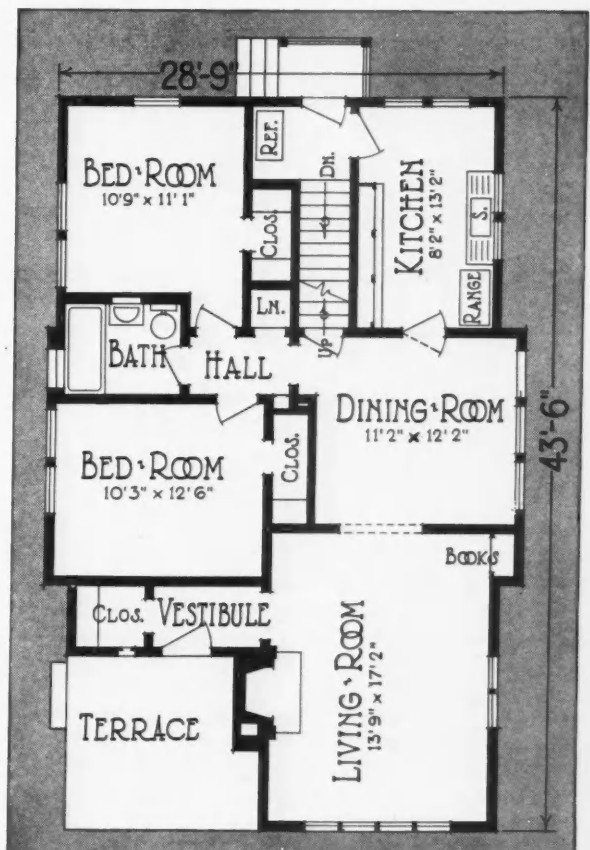 28'-9"
BED-ROOM
10'9" x 11'1"
REF.
DN.
KITCHEN
8'2" x 13'2"
S.
RANGE
CLOS.
LN.
UP
BATH
HALL
DINING-ROOM
11'2" x 12'2"
43'-6"
BED-ROOM
10'3" x 12'6"
CLOS.
BOOKS
CLOS.
VESTIBULE
LIVING-ROOM
13'9" x 17'2"
TERRACE